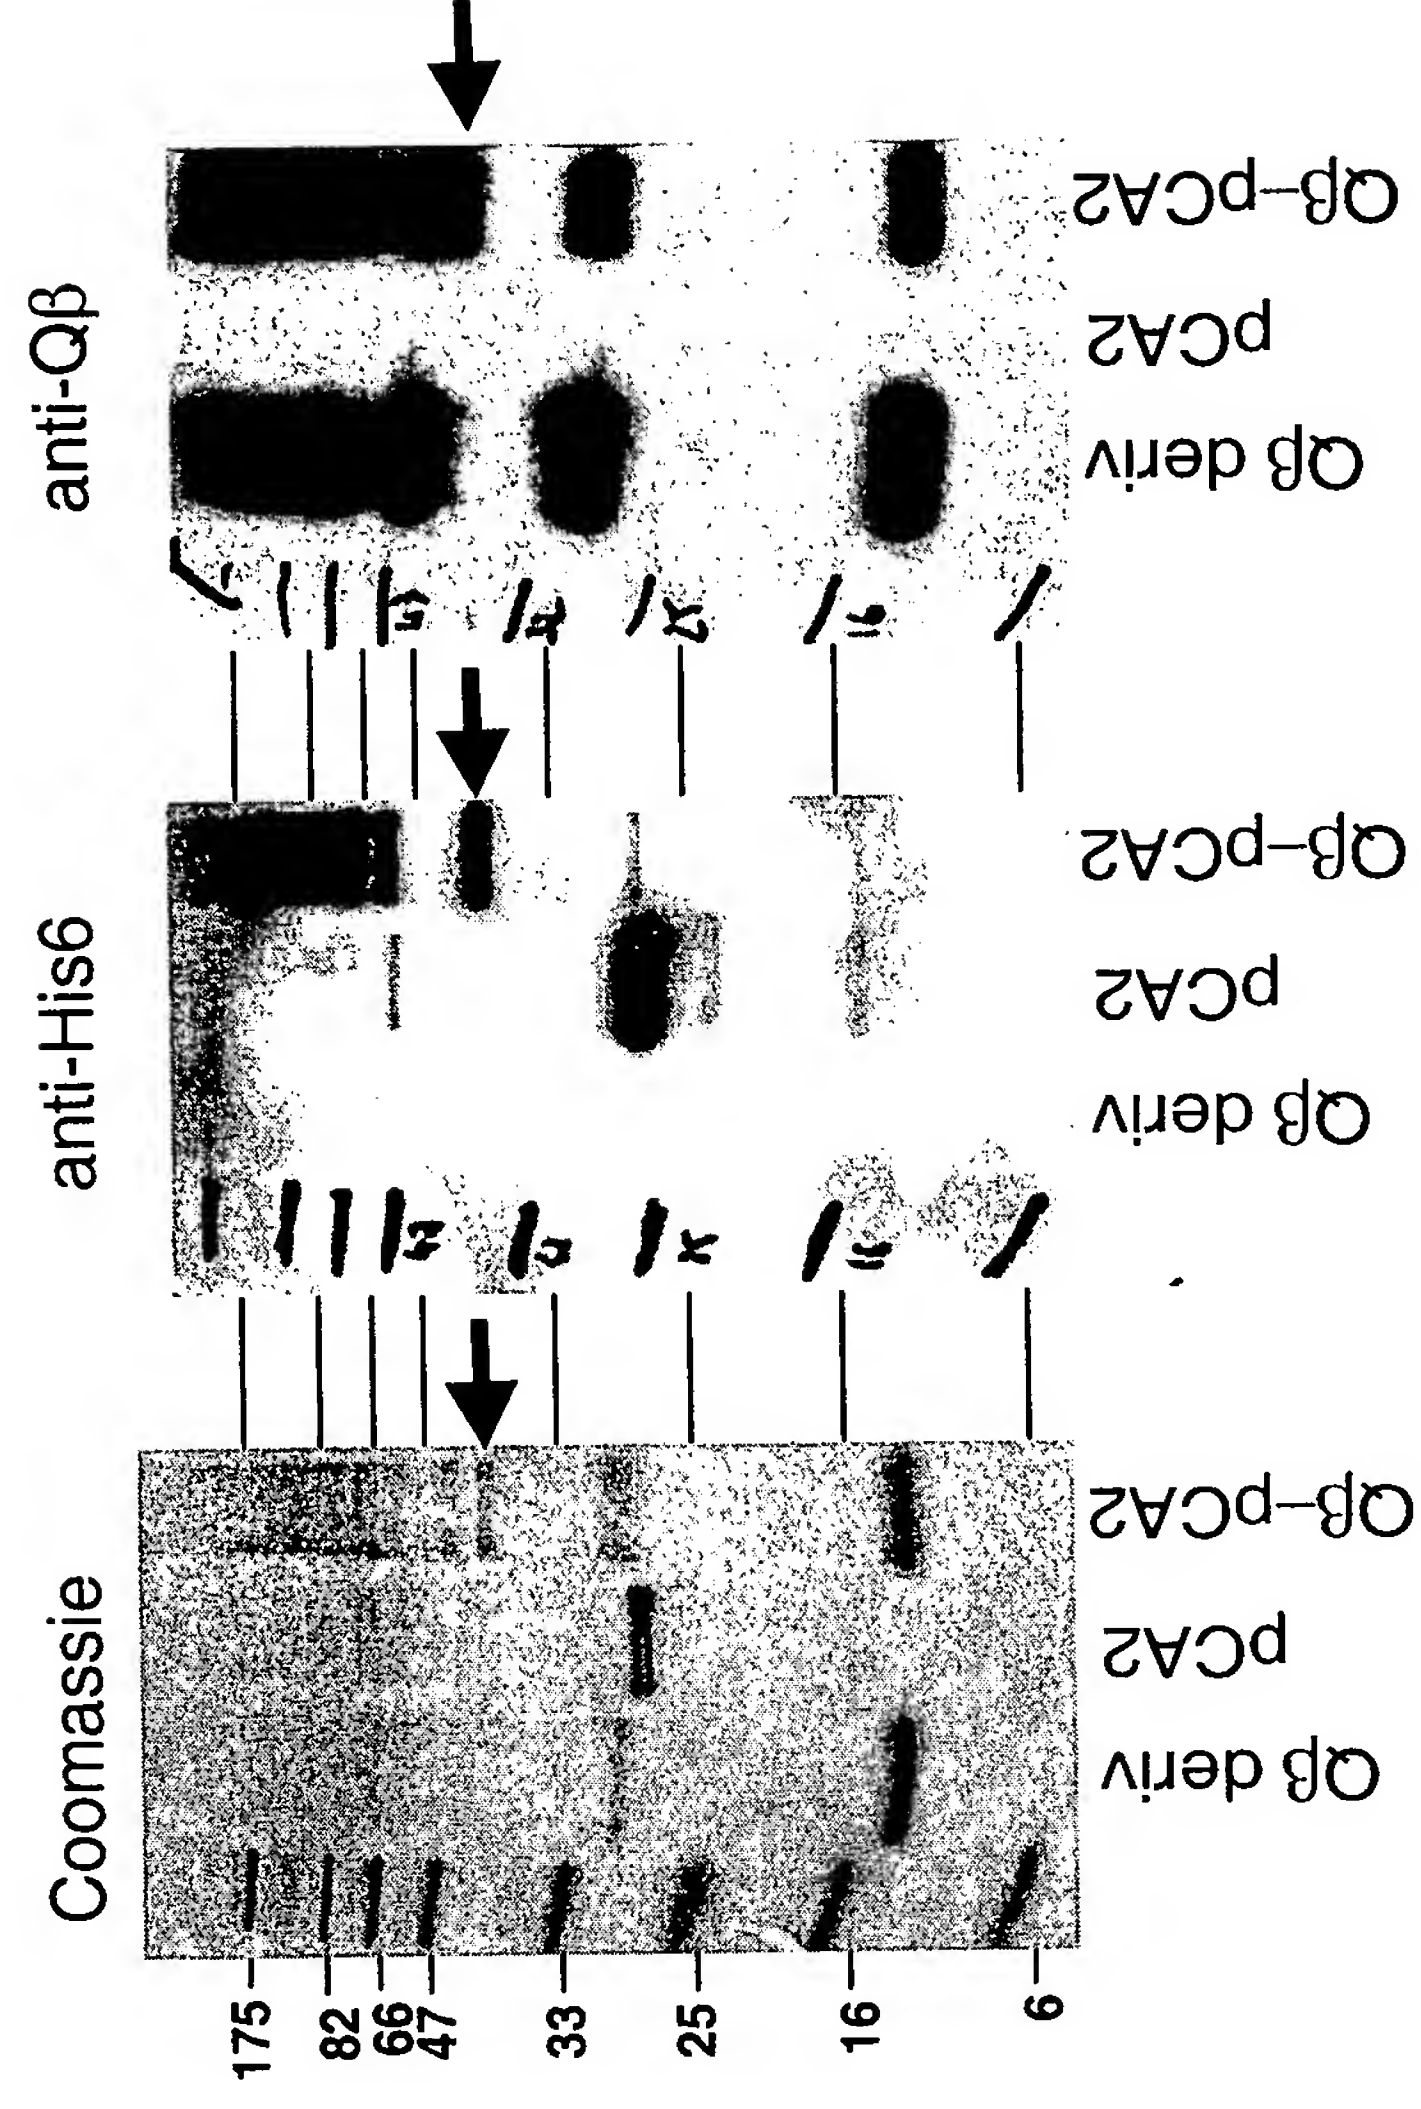 Coomassie
anti-His6
anti-Qβ
175
82
66
47
33
25
16
6
Qβ deriv
pCA2
Qβ–pCA2
Qβ deriv
pCA2
Qβ–pCA2
Qβ deriv
pCA2
Qβ–pCA2